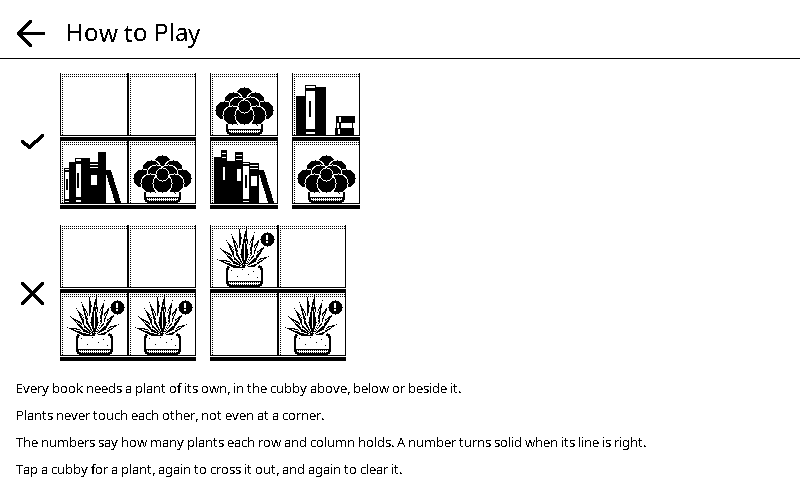 How to Play
Every book needs a plant of its own, in the cubby above, below or beside it.
Plants never touch each other, not even at a corner.
The numbers say how many plants each row and column holds. A number turns solid when its line is right.
Tap a cubby for a plant, again to cross it out, and again to clear it.